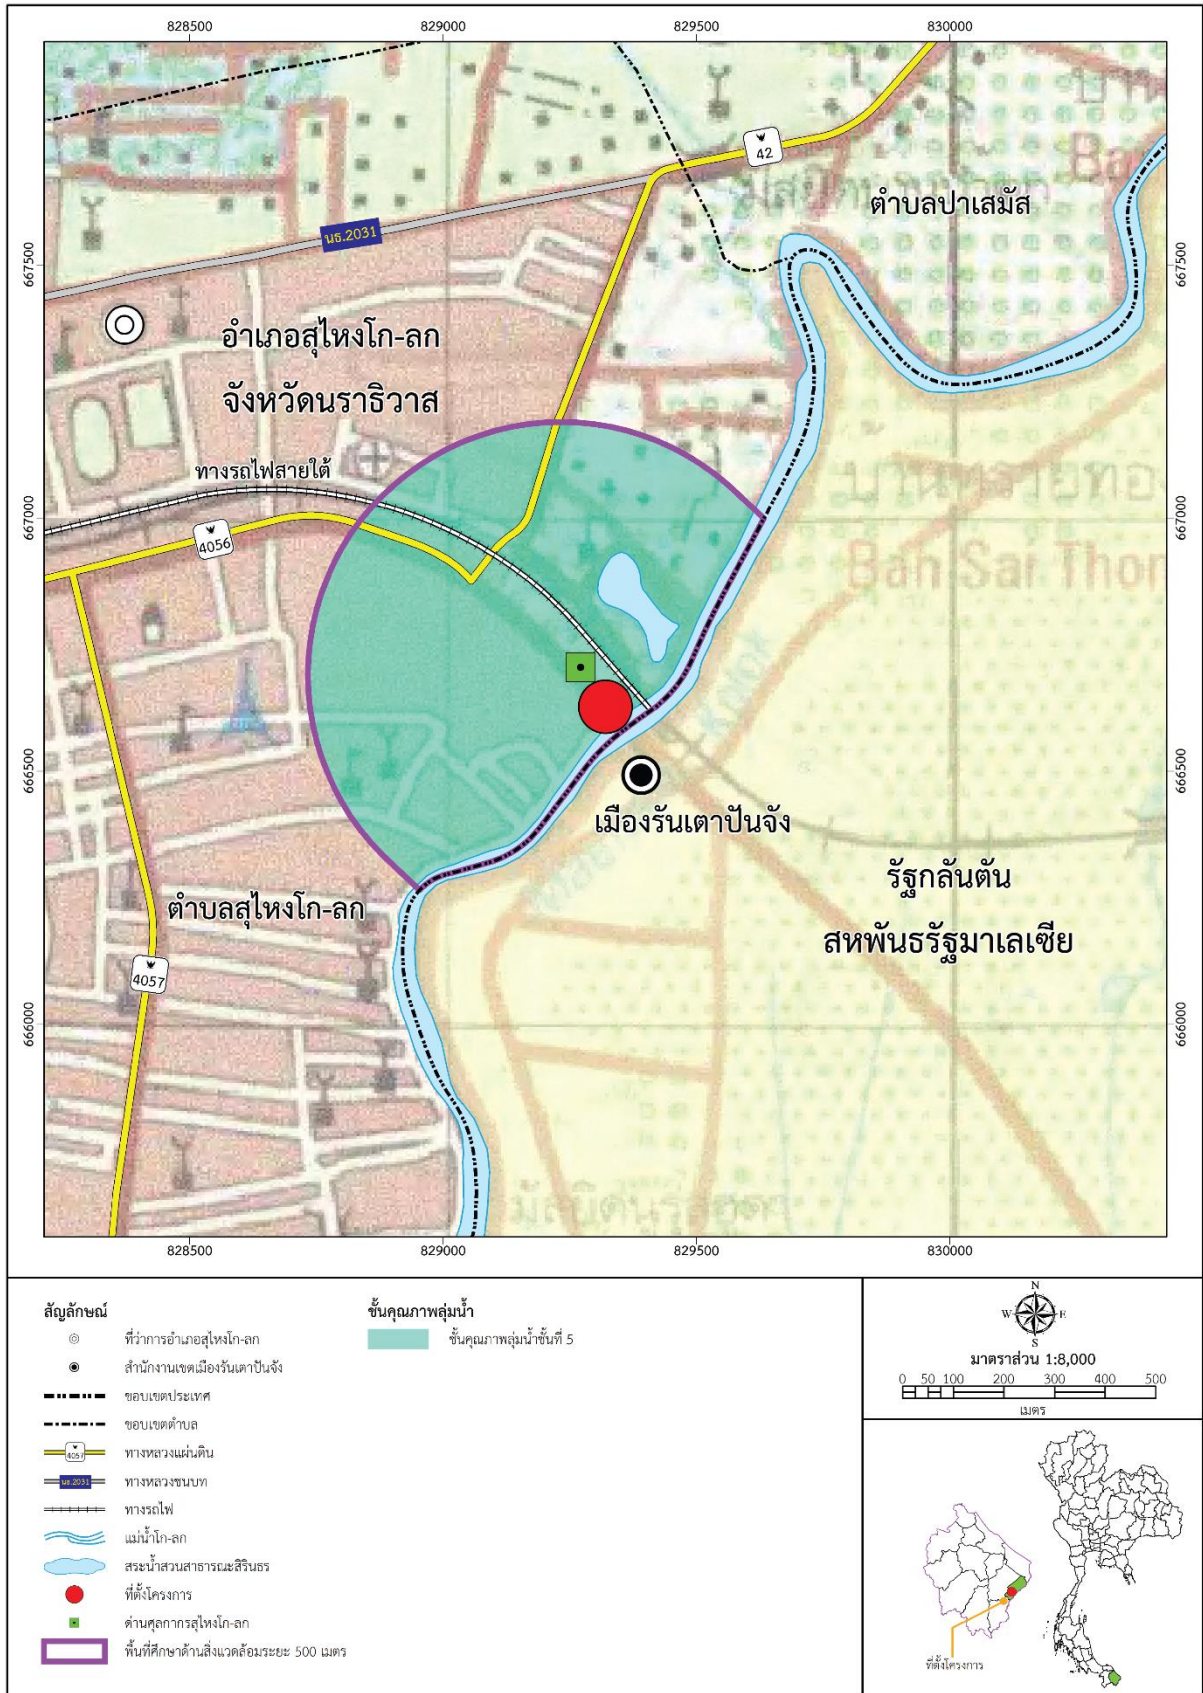 828500 829000 829500 830000
42
ตำบลปาเสมัส
นธ.2031
667500 667500
อำเภอสุไหงโก-ลก
จังหวัดนราธิวาส
ทางรถไฟสายใต้
667000 667000
4056
Ban Sai Thon
666500 666500
เมืองรันเตาปันจัง
รัฐกลันตัน
ตำบลสุไหงโก-ลก
สหพันธรัฐมาเลเซีย
4057
666000 666000
828500 829000 829500 830000
สัญลักษณ์
ที่ว่าการอำเภอสุไหงโก-ลก
สำนักงานเขตเมืองรันเตาปันจัง
ขอบเขตประเทศ
ขอบเขตตำบล
4057 ทางหลวงแผ่นดิน
นธ.2031 ทางหลวงชนบท
ทางรถไฟ
แม่น้ำโก-ลก
สระน้ำสวนสาธารณะสิรินธร
ที่ตั้งโครงการ
ด่านศุลกากรสุไหงโก-ลก
พื้นที่ศึกษาด้านสิ่งแวดล้อมระยะ 500 เมตร
ชั้นคุณภาพลุ่มน้ำ
ชั้นคุณภาพลุ่มน้ำชั้นที่ 5
N
W E
S
มาตราส่วน 1:8,000
0 50 100 200 300 400 500
เมตร
ที่ตั้งโครงการ